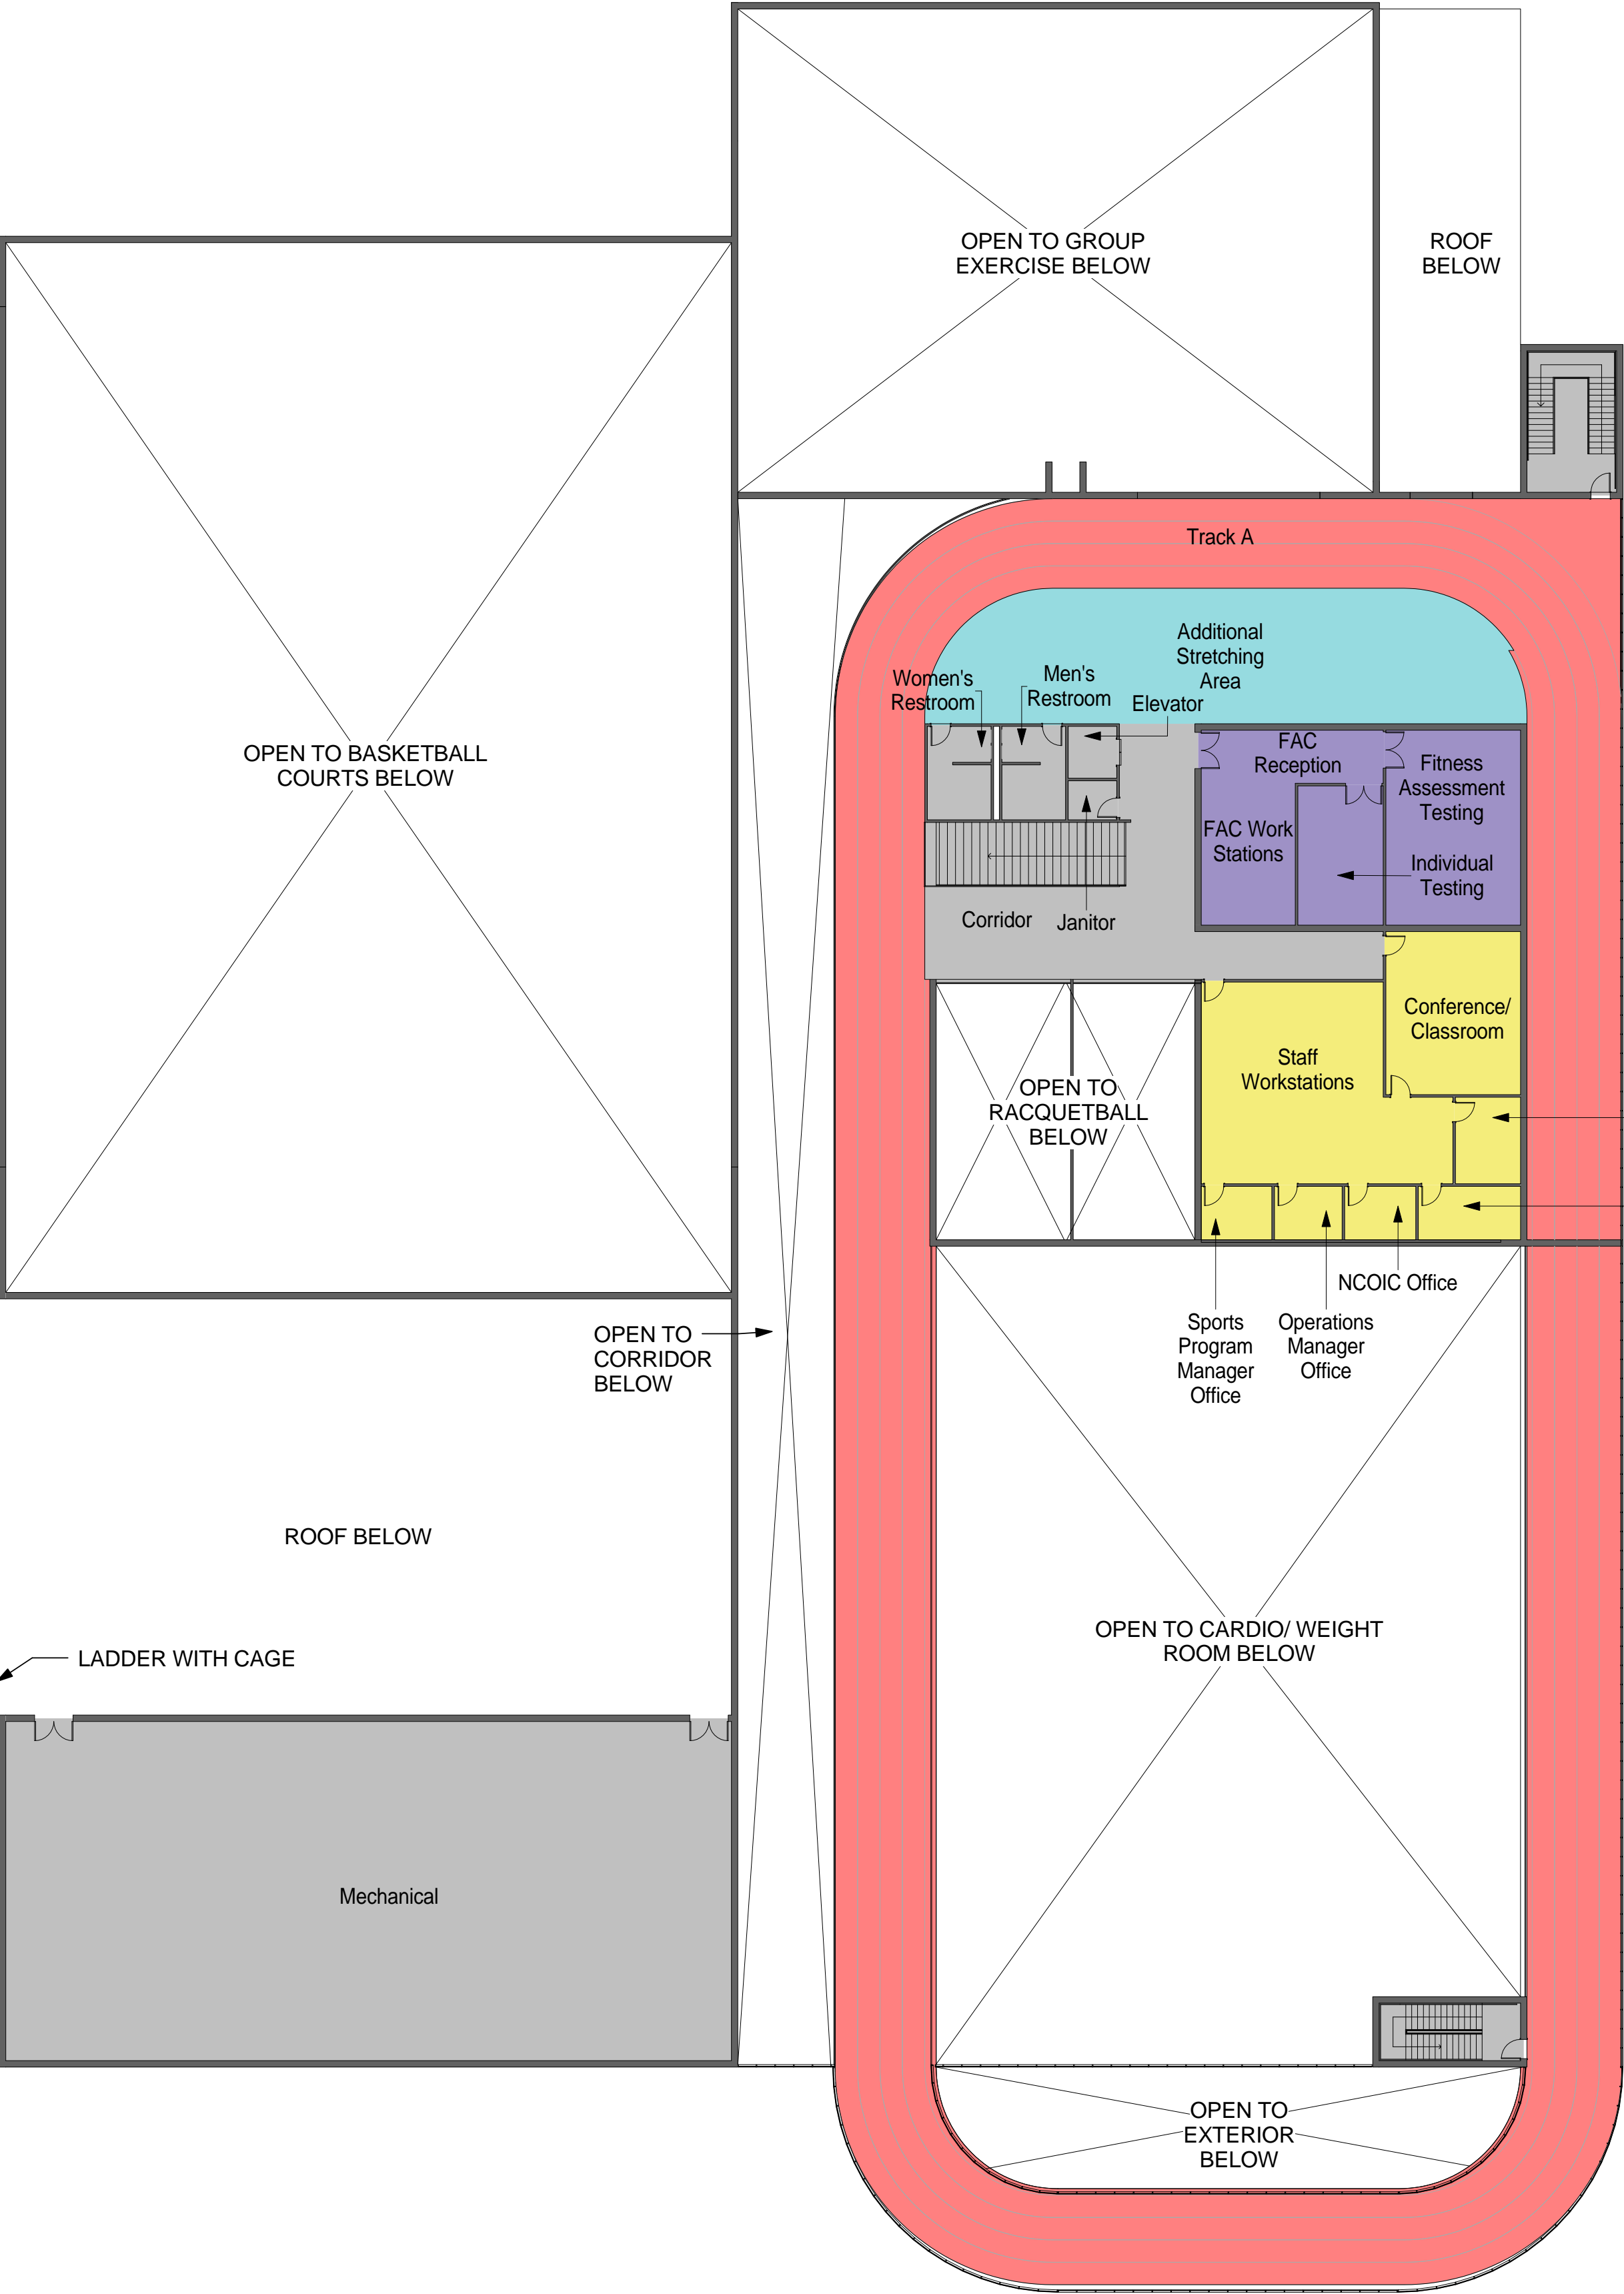 OPEN TO GROUP
EXERCISE BELOW
ROOF
BELOW
Track A
Additional
Stretching
Area
Women's
Restroom
Men's
Restroom
Elevator
OPEN TO BASKETBALL
COURTS BELOW
FAC
Reception
Fitness
Assessment
Testing
FAC Work
Stations
Individual
Testing
Corridor
Janitor
Conference/
Classroom
Staff
Workstations
OPEN TO
RACQUETBALL
BELOW
NCOIC Office
Sports
Program
Manager
Office
Operations
Manager
Office
OPEN TO
CORRIDOR
BELOW
ROOF BELOW
OPEN TO CARDIO/ WEIGHT
ROOM BELOW
LADDER WITH CAGE
Mechanical
OPEN TO
EXTERIOR
BELOW